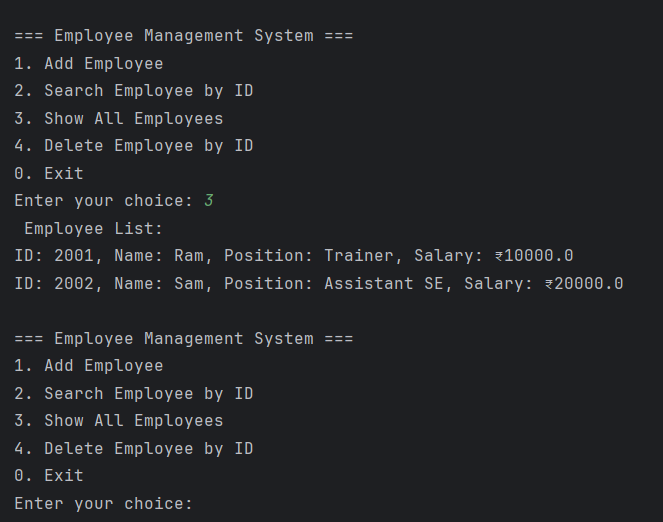 === Employee Management System ===
1. Add Employee
2. Search Employee by ID
3. Show All Employees
4. Delete Employee by ID
0. Exit
Enter your choice: 3
 Employee List:
ID: 2001, Name: Ram, Position: Trainer, Salary: ₹10000.0
ID: 2002, Name: Sam, Position: Assistant SE, Salary: ₹20000.0

=== Employee Management System ===
1. Add Employee
2. Search Employee by ID
3. Show All Employees
4. Delete Employee by ID
0. Exit
Enter your choice: